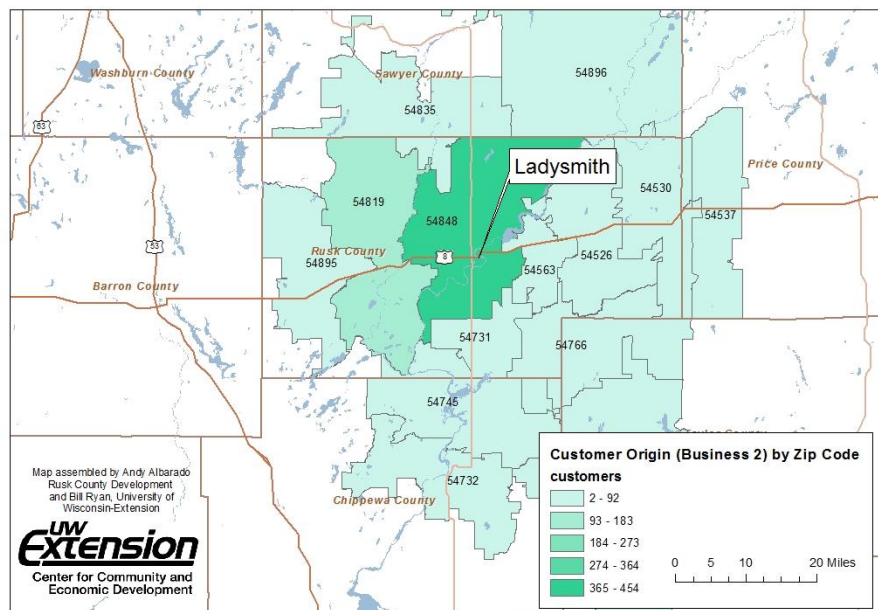 Washburn County
Sawyer County
54896
54835
63
Ladysmith
Price County
54819
54530
54848
54537
53
Rusk County
8
54895
54526
54563
Barron County
54731
54766
54745
Customer Origin (Business 2) by Zip Code
customers
2 - 92
93 - 183
184 - 273
274 - 364
365 - 454
0 5 10 20 Miles
54732
Chippewa County
Map assembled by Andy Albarado
Rusk County Development
and Bill Ryan, University of
Wisconsin-Extension
UW
Extension
Center for Community and
Economic Development